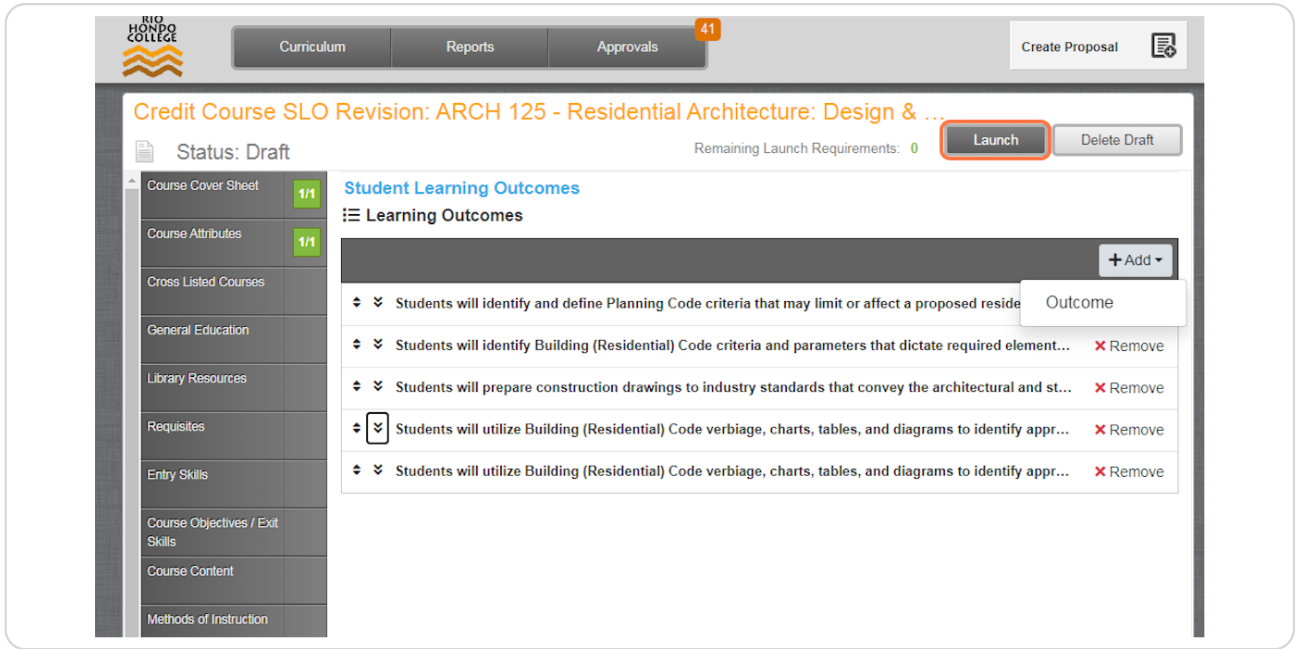 RIO
HONDO
COLLEGE
Curriculum
Reports
Approvals
41
Create Proposal
Credit Course SLO Revision: ARCH 125 - Residential Architecture: Design & ...
Status: Draft
Remaining Launch Requirements: 0
Launch
Delete Draft
Course Cover Sheet
1/1
Course Attributes
1/1
Cross Listed Courses
General Education
Library Resources
Requisites
Entry Skills
Course Objectives / Exit
Skills
Course Content
Methods of Instruction
Student Learning Outcomes
Learning Outcomes
+Add
Outcome
Students will identify and define Planning Code criteria that may limit or affect a proposed reside
Students will identify Building (Residential) Code criteria and parameters that dictate required element... × Remove
Students will prepare construction drawings to industry standards that convey the architectural and st... × Remove
Students will utilize Building (Residential) Code verbiage, charts, tables, and diagrams to identify appr... × Remove
Students will utilize Building (Residential) Code verbiage, charts, tables, and diagrams to identify appr... × Remove